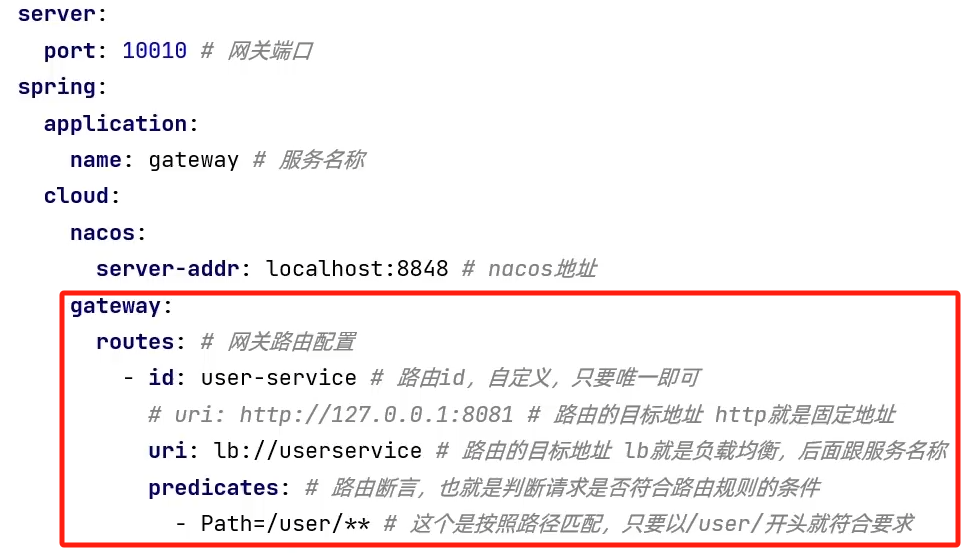 server:
port: 10010 # 网关端口
spring:
application:
name: gateway # 服务名称
cloud:
nacos:
server-addr: localhost:8848 # nacos地址
gateway:
routes: # 网关路由配置
- id: user-service # 路由id，自定义，只要唯一即可
# uri: http://127.0.0.1:8081 # 路由的目标地址 http就是固定地址
uri: lb://userservice # 路由的目标地址 lb就是负载均衡，后面跟服务名称
predicates: # 路由断言，也就是判断请求是否符合路由规则的条件
- Path=/user/** # 这个是按照路径匹配，只要以/user/开头就符合要求